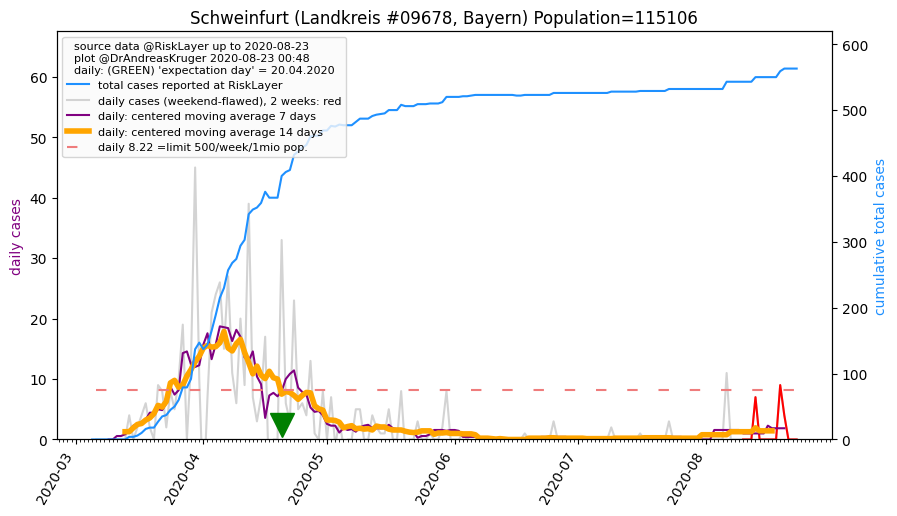 Schweinfurt (Landkreis #09678, Bayern) Population=115106
source data @RiskLayer up to 2020-08-23
plot @DrAndreasKruger 2020-08-23 00:48
daily: (GREEN) 'expectation day' = 20.04.2020
total cases reported at RiskLayer
daily cases (weekend-flawed), 2 weeks: red
daily: centered moving average 7 days
daily: centered moving average 14 days
daily 8.22 =limit 500/week/1mio pop.
daily cases
60
50
40
30
20
10
0
cumulative total cases
600
500
400
300
200
100
0
2020-03
2020-04
2020-05
2020-06
2020-07
2020-08